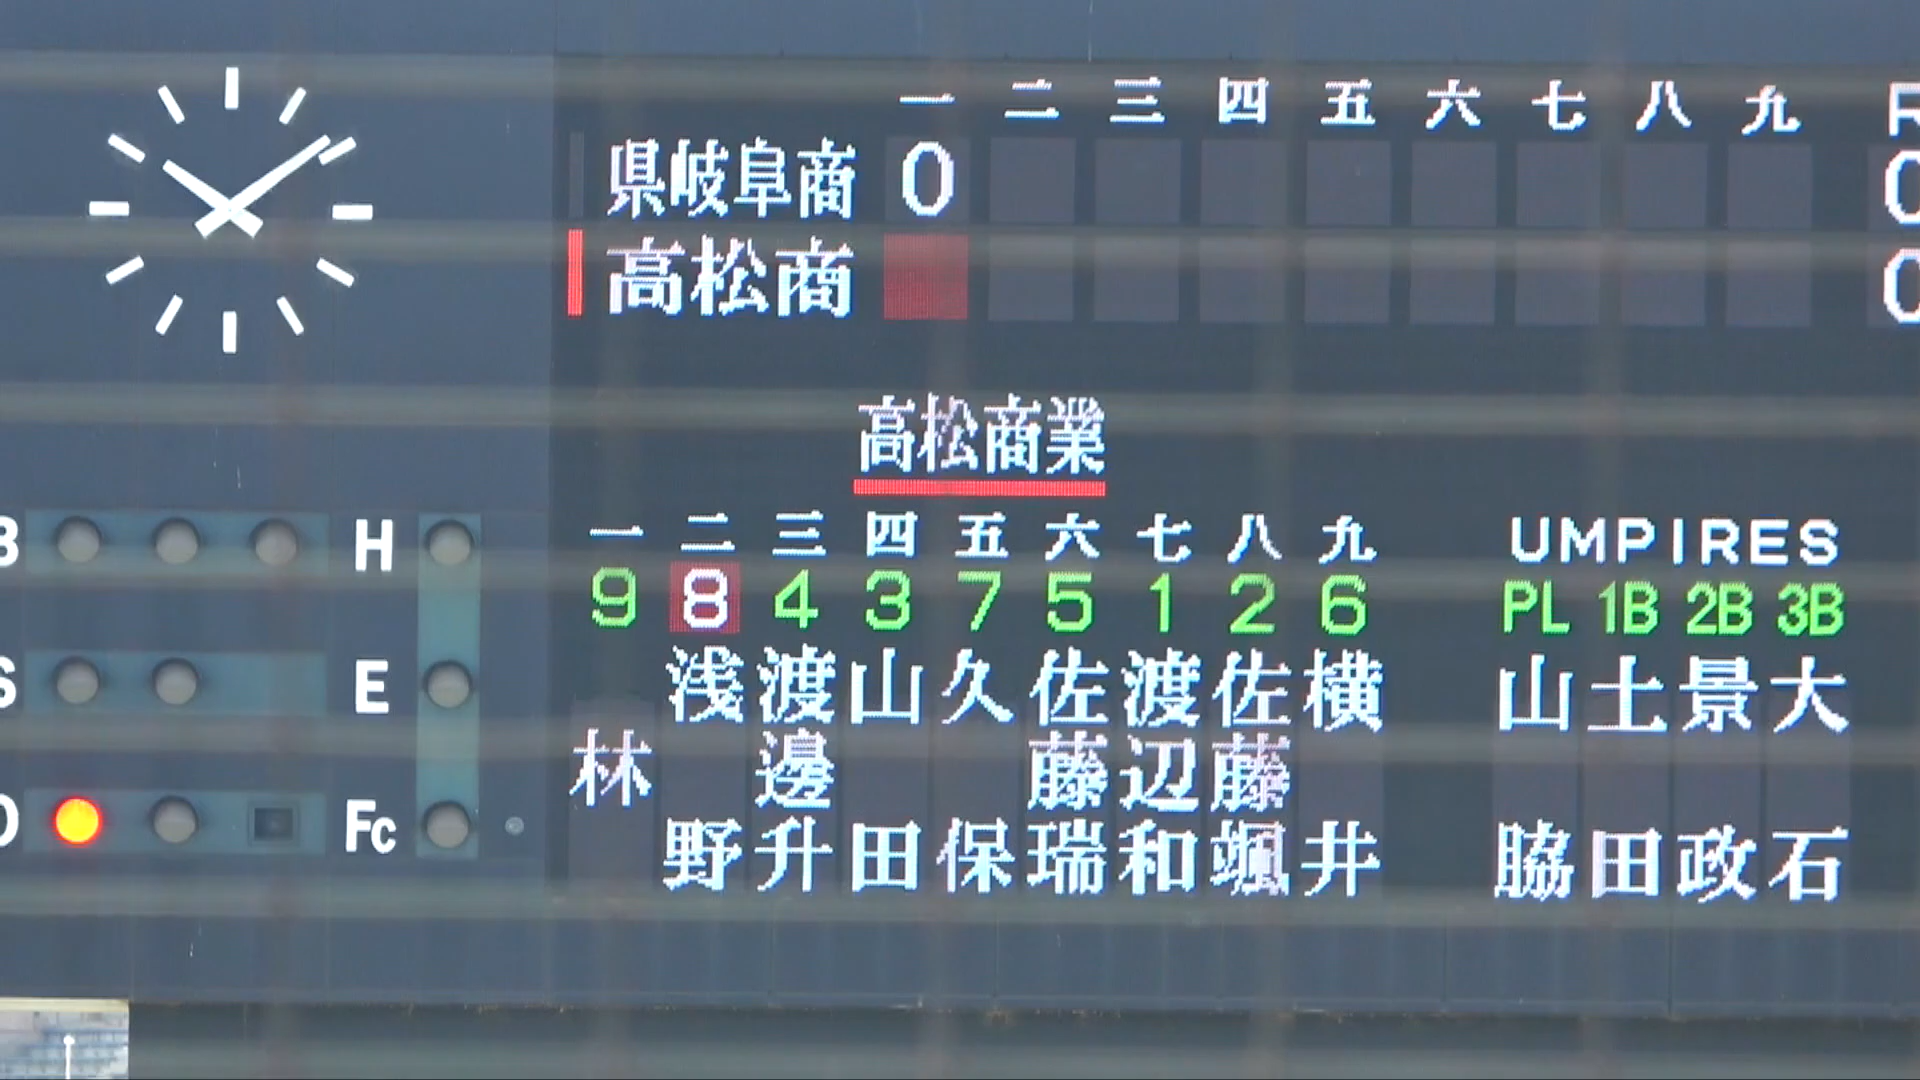 一 二 三 四 五 六 七 八 九 R
県岐阜商 0 0
高松商 0
高松商業
一 二 三 四 五 六 七 八 九 UMPIRES
9 8 4 3 7 5 1 2 6 PL 1B 2B 3B
林 浅野 渡邊升 山田 久保 佐藤瑞 渡辺和 佐藤颯 横井 山脇 土田 景政 大石
B H
S E
O Fc